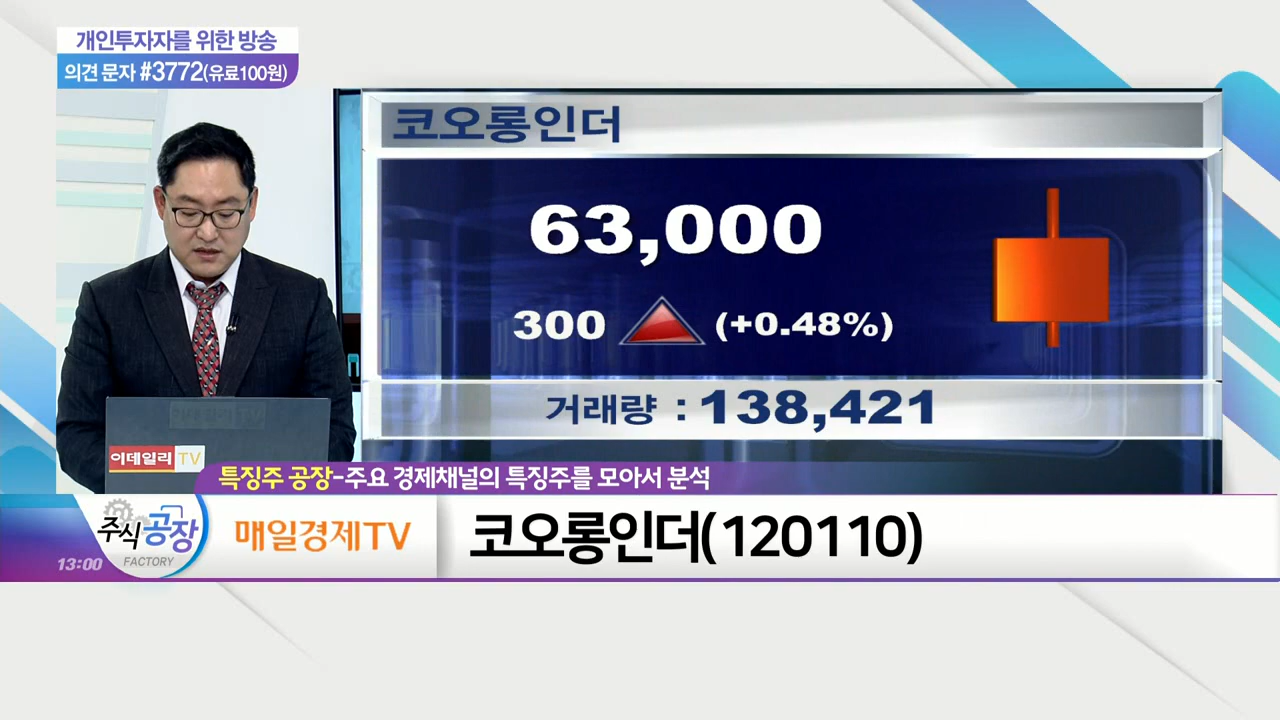 개인투자자를 위한 방송
의견 문자 #3772(유료100원)
코오롱인더
63,000
300 (+0.48%)
거래량 : 138,421
이데일리 TV
특징주 공장-주요 경제채널의 특징주를 모아서 분석
주식공장
FACTORY
13:00
매일경제TV
코오롱인더(120110)